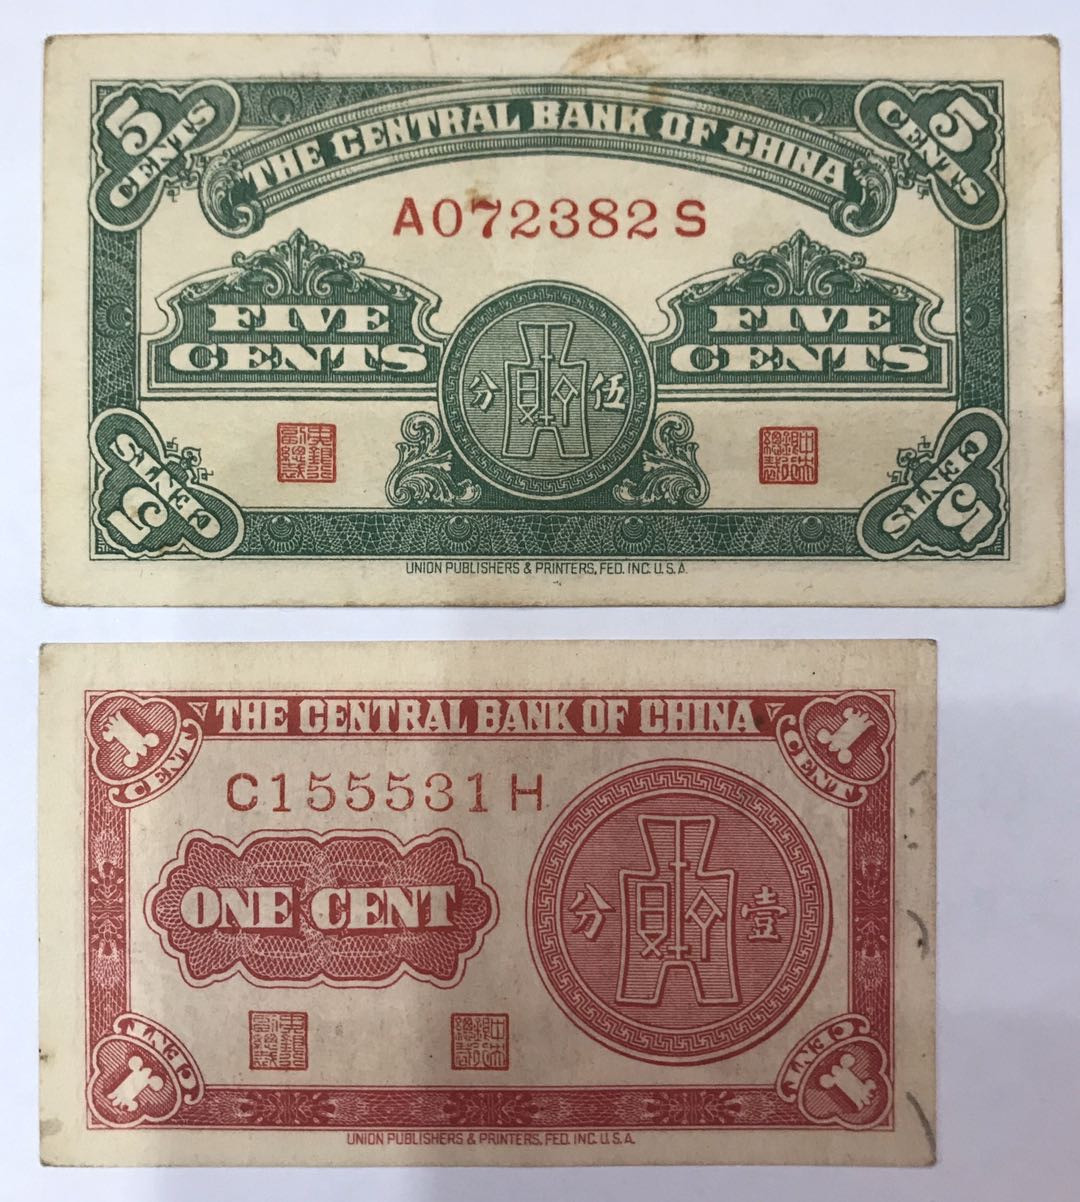 5 CENTS
5 CENTS
THE CENTRAL BANK OF CHINA
A072382S
FIVE
CENTS
FIVE
CENTS
分
伍
5 CENTS
5 CENTS
UNION PUBLISHERS & PRINTERS, FED. INC. U. S. A.
1 CENT
THE CENTRAL BANK OF CHINA
1 CENT
C155531H
ONE CENT
分
壹
1 CENT
1 CENT
UNION PUBLISHERS & PRINTERS, FED. INC. U. S. A.